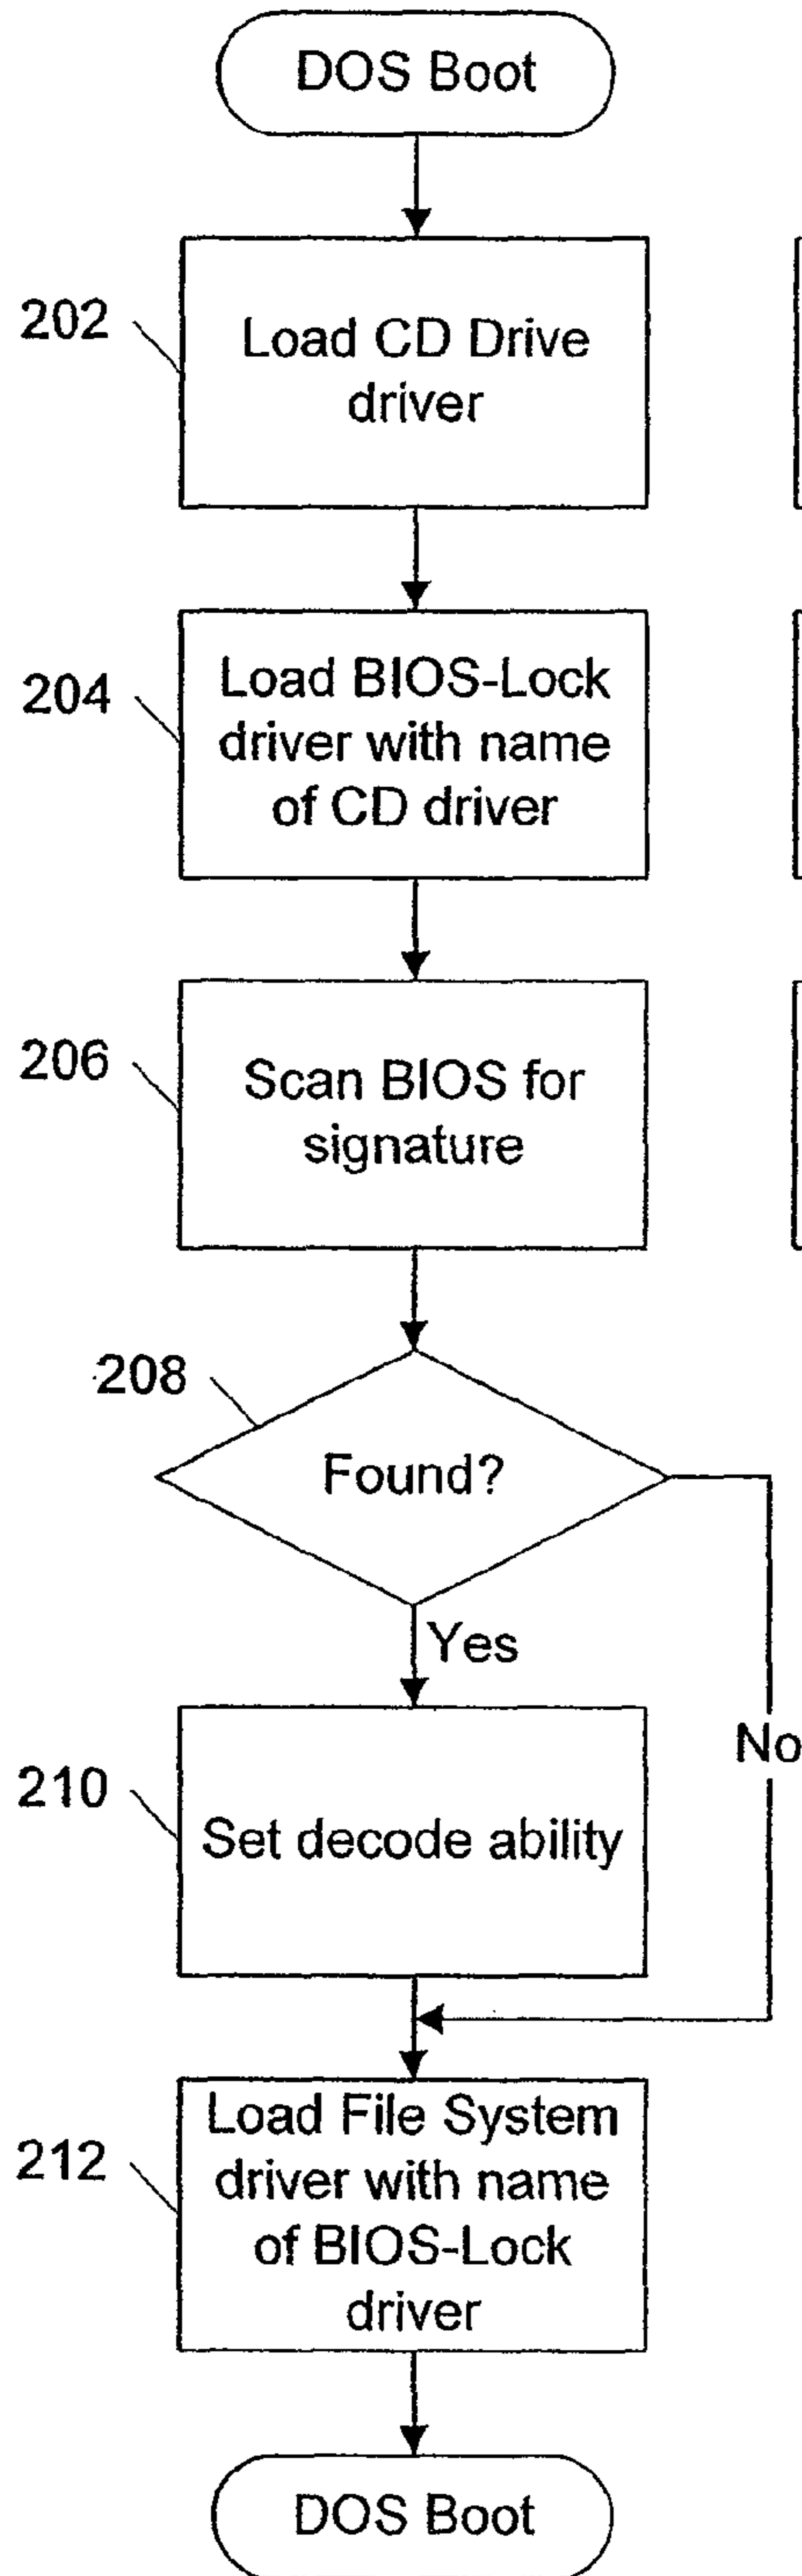 DOS Boot
202
Load CD Drive
driver
204
Load BIOS-Lock
driver with name
of CD driver
206
Scan BIOS for
signature
208
Found?
Yes
No
210
Set decode ability
212
Load File System
driver with name
of BIOS-Lock
driver
DOS Boot